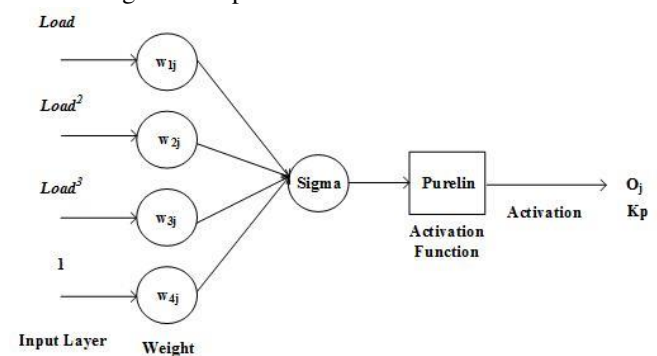 Load
w1j
Load²
w2j
Load³
w3j
1
w4j
Sigma
Purelin
Activation
Function
Activation
Oj
Kp
Input Layer
Weight